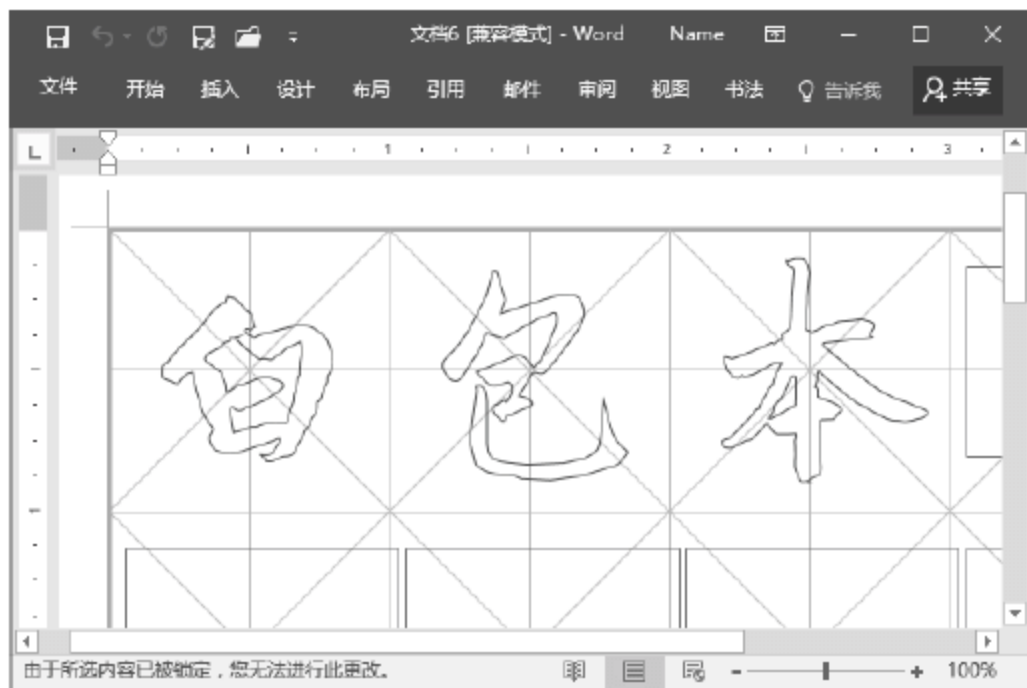 文档6 [兼容模式] - Word Name
文件 开始 插入 设计 布局 引用 邮件 审阅 视图 书法 告诉我 共享
L 1 2 3
白包本
1
由于所选内容已被锁定，您无法进行此更改。 100%